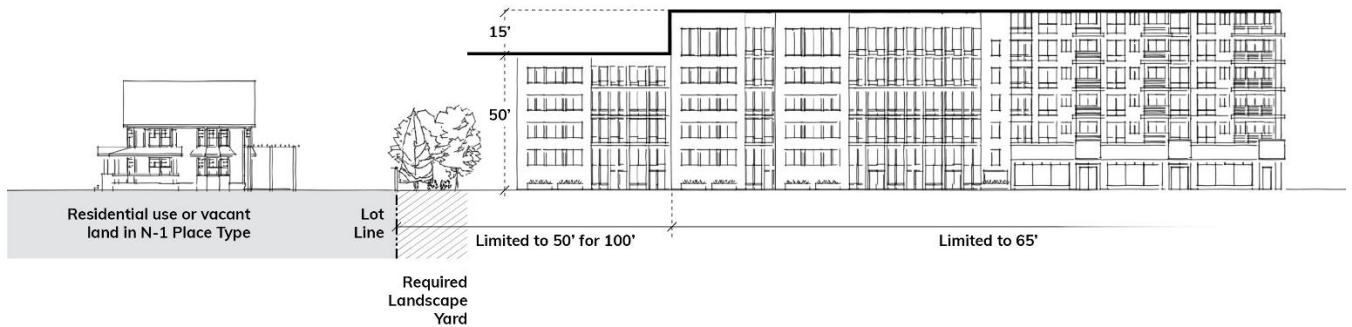 15’
50’
Residential use or vacant
land in N-1 Place Type
Lot
Line
Limited to 50’ for 100’
Limited to 65’
Required
Landscape
Yard